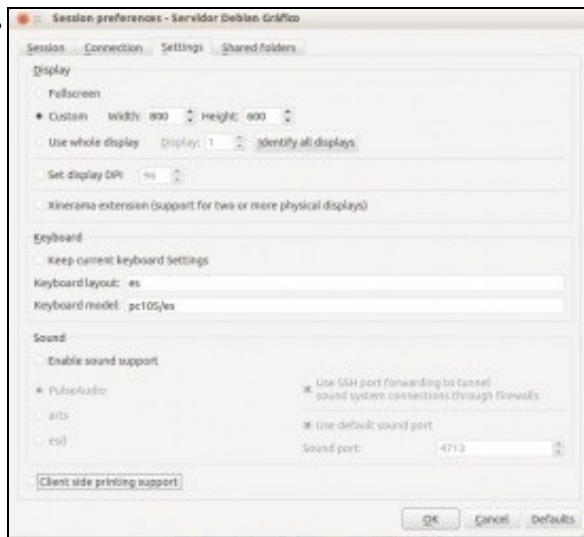 Session preferences - Servidor Debian Gráfico
Session Connection Settings Shared folders
Display
Fullscreen
Custom Width: 800 Height: 600
Use whole display Display: 1 Identify all displays
Set display DPI 96
Xinerama extension (support for two or more physical displays)
Keyboard
Keep current keyboard Settings
Keyboard layout: es
Keyboard model: pc105/es
Sound
Enable sound support
PulseAudio
Use SSH port forwarding to tunnel
sound system connections through firewalls
arts
Use default sound port
esd
Sound port: 4713
Client side printing support
OK Cancel Defaults